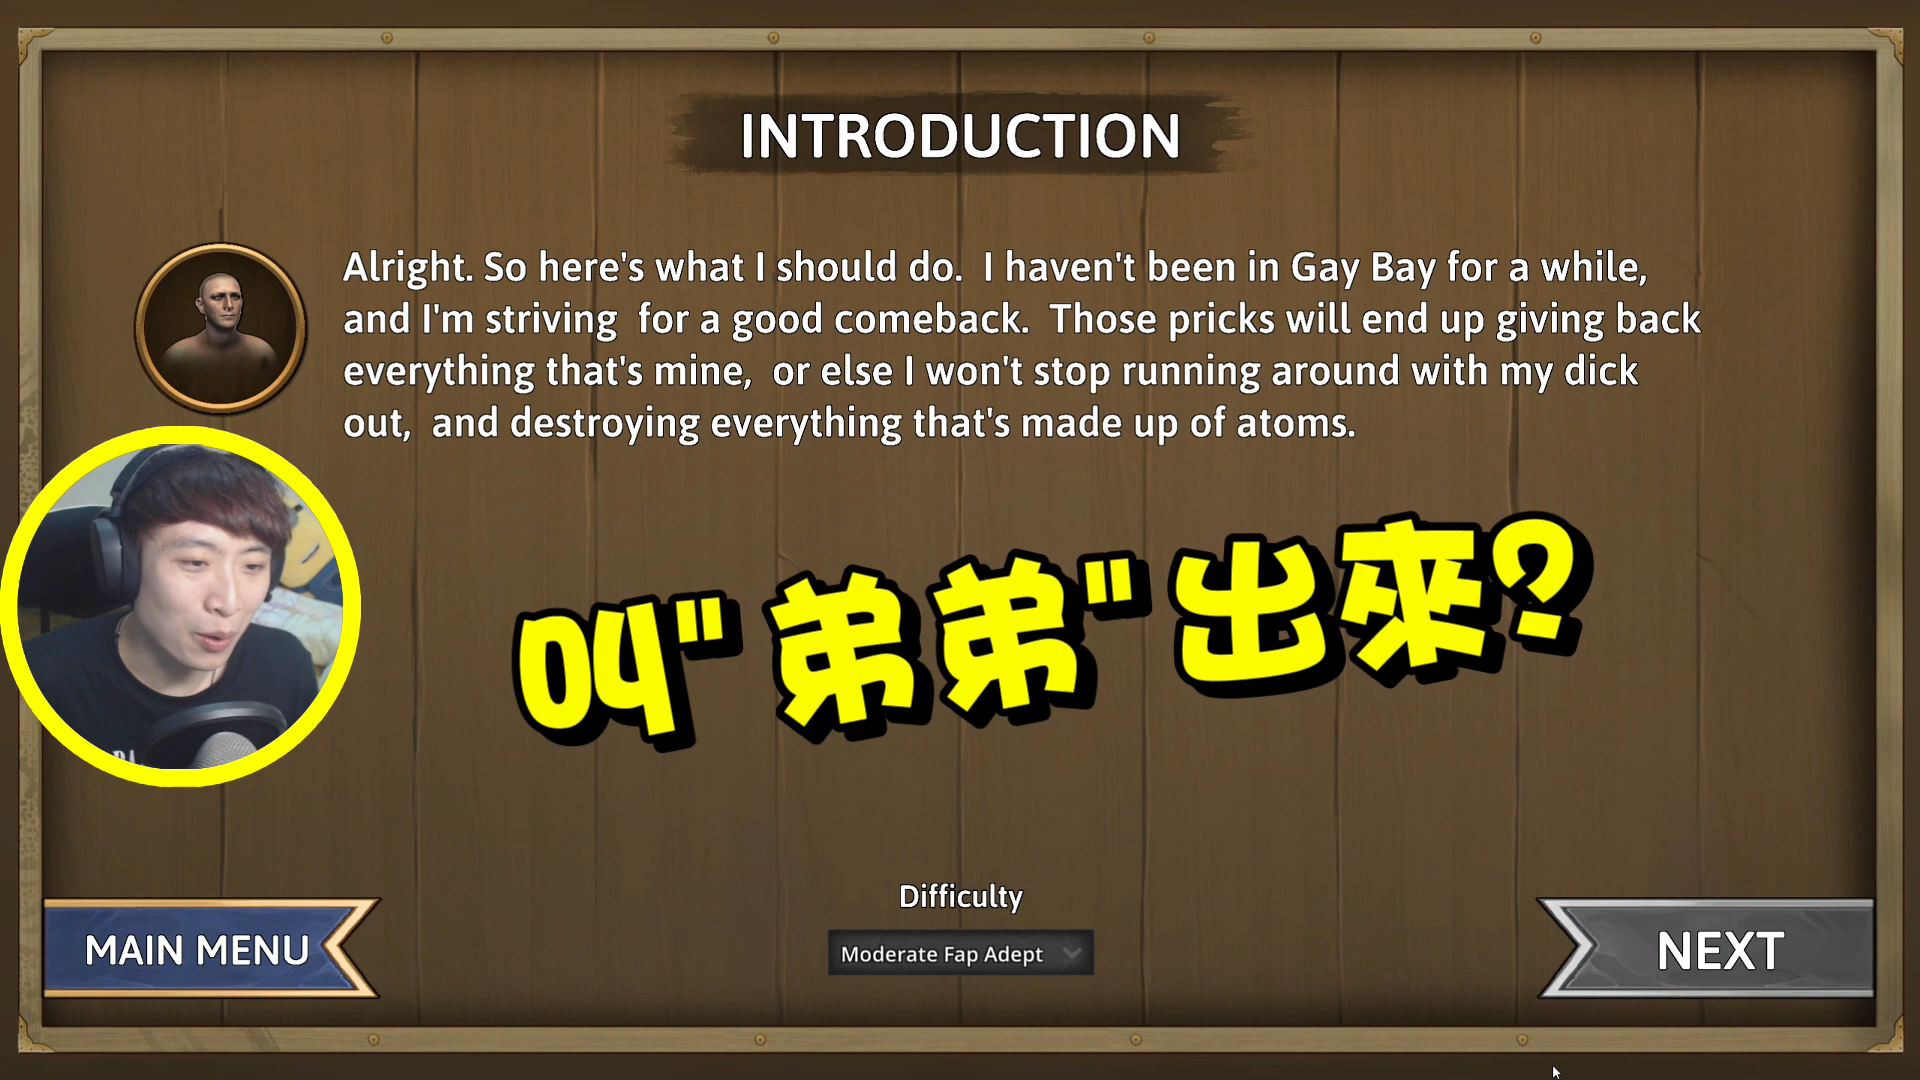 INTRODUCTION
Alright. So here's what I should do.  I haven't been in Gay Bay for a while,
and I'm striving  for a good comeback.  Those pricks will end up giving back
everything that's mine,  or else I won't stop running around with my dick
out,  and destroying everything that's made up of atoms.
叫"弟弟"出來?
Difficulty
Moderate Fap Adept
MAIN MENU
NEXT